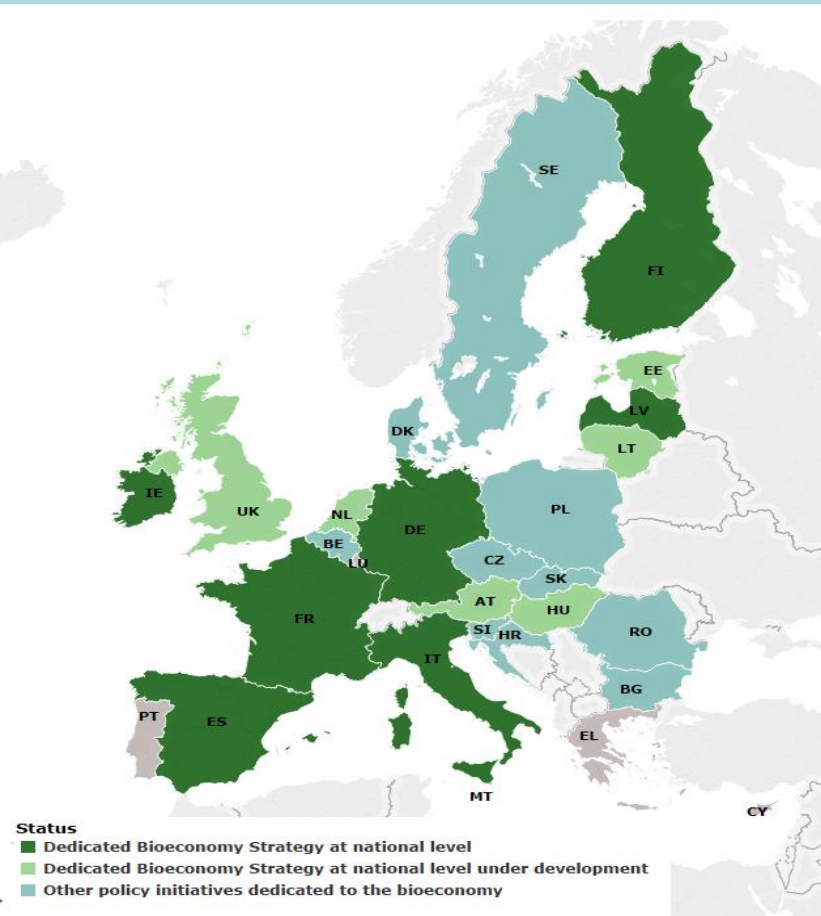 SE
FI
EE
LV
DK
LT
IE
UK
NL
PL
DE
BE
CZ
LU
SK
AT
HU
FR
SI
HR
RO
IT
BG
PT
ES
EL
MT
CY
Status
Dedicated Bioeconomy Strategy at national level
Dedicated Bioeconomy Strategy at national level under development
Other policy initiatives dedicated to the bioeconomy